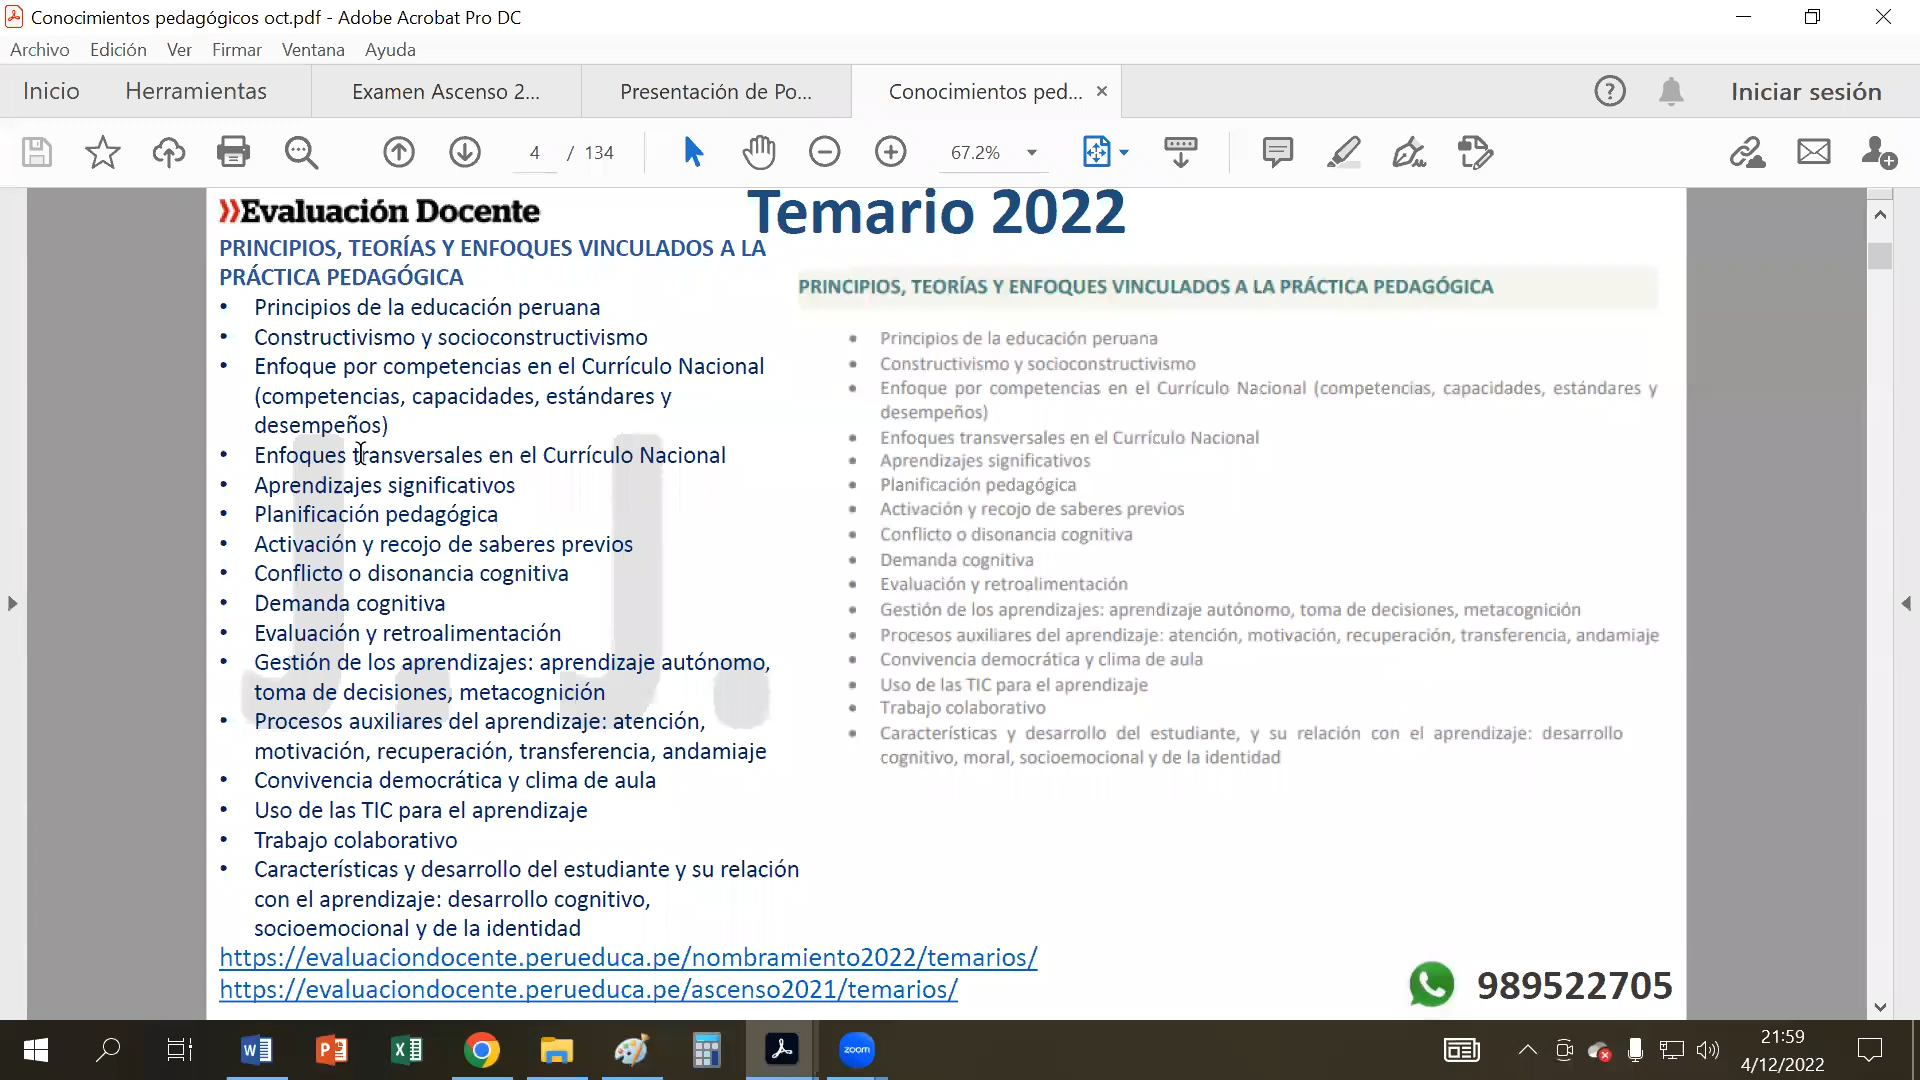 Conocimientos pedagógicos oct.pdf - Adobe Acrobat Pro DC
Archivo Edición Ver Firmar Ventana Ayuda
Inicio Herramientas Examen Ascenso 2... Presentación de Po... Conocimientos ped... Iniciar sesión
4 / 134 67.2%
Evaluación Docente
Temario 2022
PRINCIPIOS, TEORÍAS Y ENFOQUES VINCULADOS A LA
PRÁCTICA PEDAGÓGICA
• Principios de la educación peruana
• Constructivismo y socioconstructivismo
• Enfoque por competencias en el Currículo Nacional
(competencias, capacidades, estándares y
desempeños)
• Enfoques transversales en el Currículo Nacional
• Aprendizajes significativos
• Planificación pedagógica
• Activación y recojo de saberes previos
• Conflicto o disonancia cognitiva
• Demanda cognitiva
• Evaluación y retroalimentación
• Gestión de los aprendizajes: aprendizaje autónomo,
toma de decisiones, metacognición
• Procesos auxiliares del aprendizaje: atención,
motivación, recuperación, transferencia, andamiaje
• Convivencia democrática y clima de aula
• Uso de las TIC para el aprendizaje
• Trabajo colaborativo
• Características y desarrollo del estudiante y su relación
con el aprendizaje: desarrollo cognitivo,
socioemocional y de la identidad
https://evaluaciondocente.perueduca.pe/nombramiento2022/temarios/
https://evaluaciondocente.perueduca.pe/ascenso2021/temarios/
PRINCIPIOS, TEORÍAS Y ENFOQUES VINCULADOS A LA PRÁCTICA PEDAGÓGICA
• Principios de la educación peruana
• Constructivismo y socioconstructivismo
• Enfoque por competencias en el Currículo Nacional (competencias, capacidades, estándares y
desempeños)
• Enfoques transversales en el Currículo Nacional
• Aprendizajes significativos
• Planificación pedagógica
• Activación y recojo de saberes previos
• Conflicto o disonancia cognitiva
• Demanda cognitiva
• Evaluación y retroalimentación
• Gestión de los aprendizajes: aprendizaje autónomo, toma de decisiones, metacognición
• Procesos auxiliares del aprendizaje: atención, motivación, recuperación, transferencia, andamiaje
• Convivencia democrática y clima de aula
• Uso de las TIC para el aprendizaje
• Trabajo colaborativo
• Características y desarrollo del estudiante, y su relación con el aprendizaje: desarrollo
cognitivo, moral, socioemocional y de la identidad
989522705
J. J.
zoom
21:59
4/12/2022